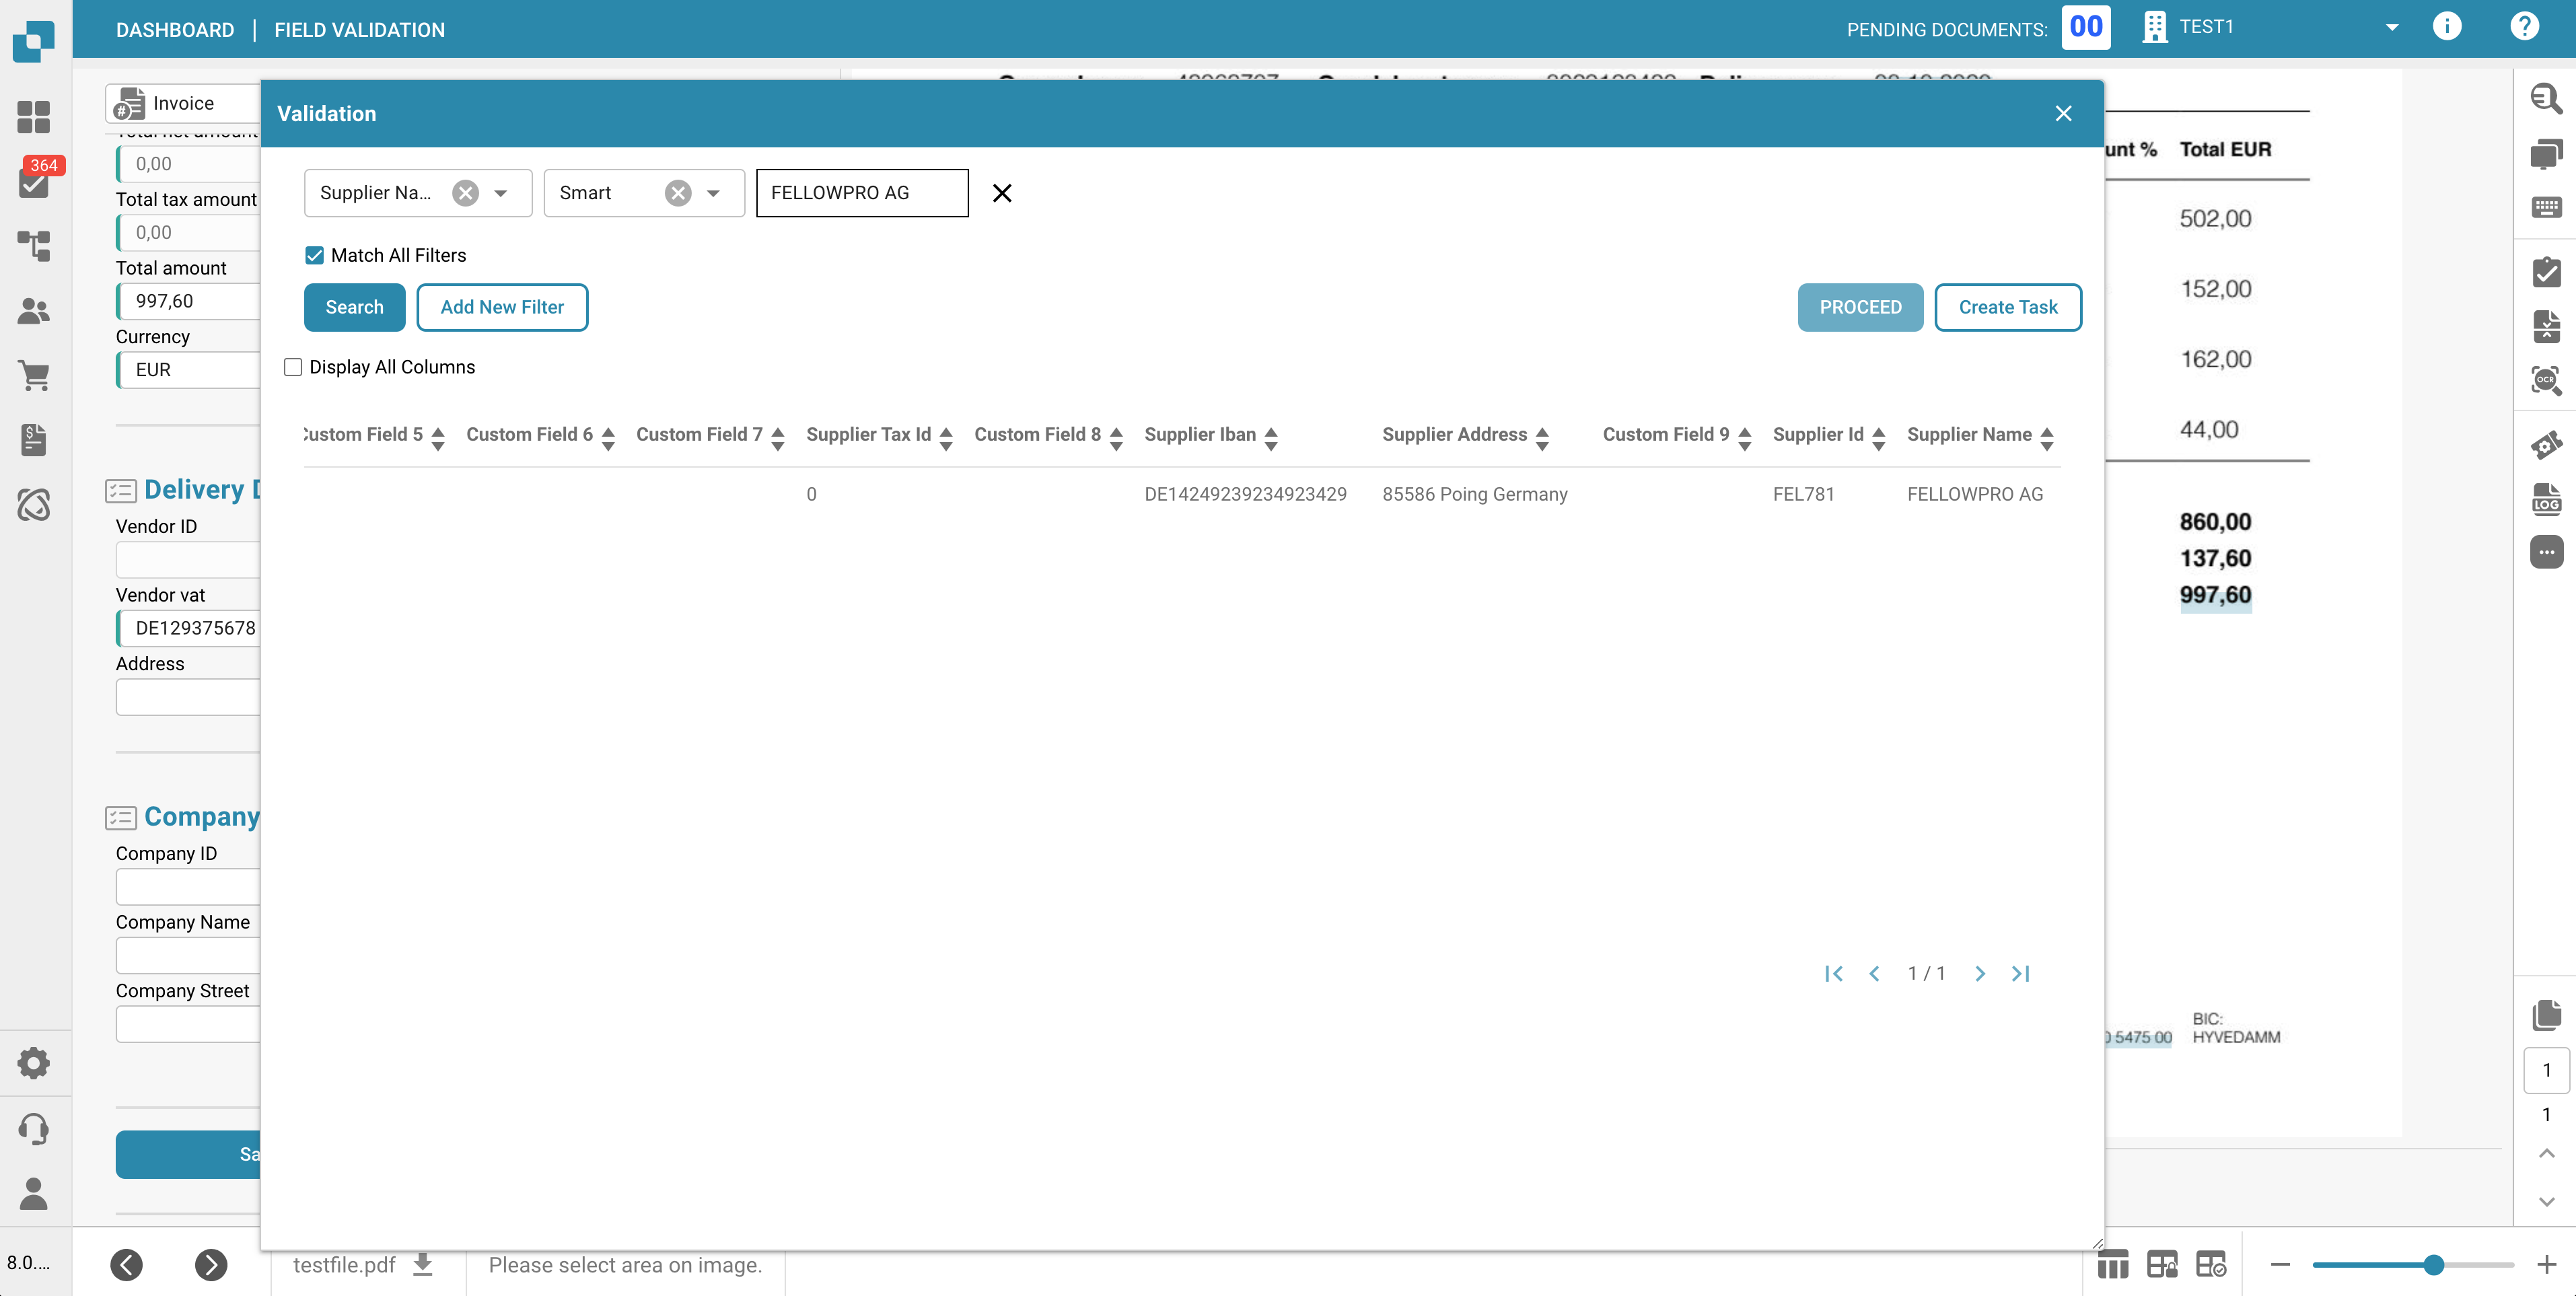 DASHBOARD | FIELD VALIDATION
PENDING DOCUMENTS: 00
TEST1
364
Invoice
Total net amount
0,00
Total tax amount
0,00
Total amount
997,60
Currency
EUR
Delivery D
Vendor ID
Vendor vat
DE129375678
Address
Company
Company ID
Company Name
Company Street
Sa
8.0....
Validation
Supplier Na...
Smart
FELLOWPRO AG
Match All Filters
Search
Add New Filter
PROCEED
Create Task
Display All Columns
Custom Field 5 Custom Field 6 Custom Field 7 Supplier Tax Id Custom Field 8 Supplier Iban Supplier Address Custom Field 9 Supplier Id Supplier Name
0 DE14249239234923429 85586 Poing Germany FEL781 FELLOWPRO AG
1 / 1
unt % Total EUR
502,00
152,00
162,00
44,00
860,00
137,60
997,60
BIC:
0 5475 00 HYVEDAMM
OCR
LOG
1
1
testfile.pdf
Please select area on image.